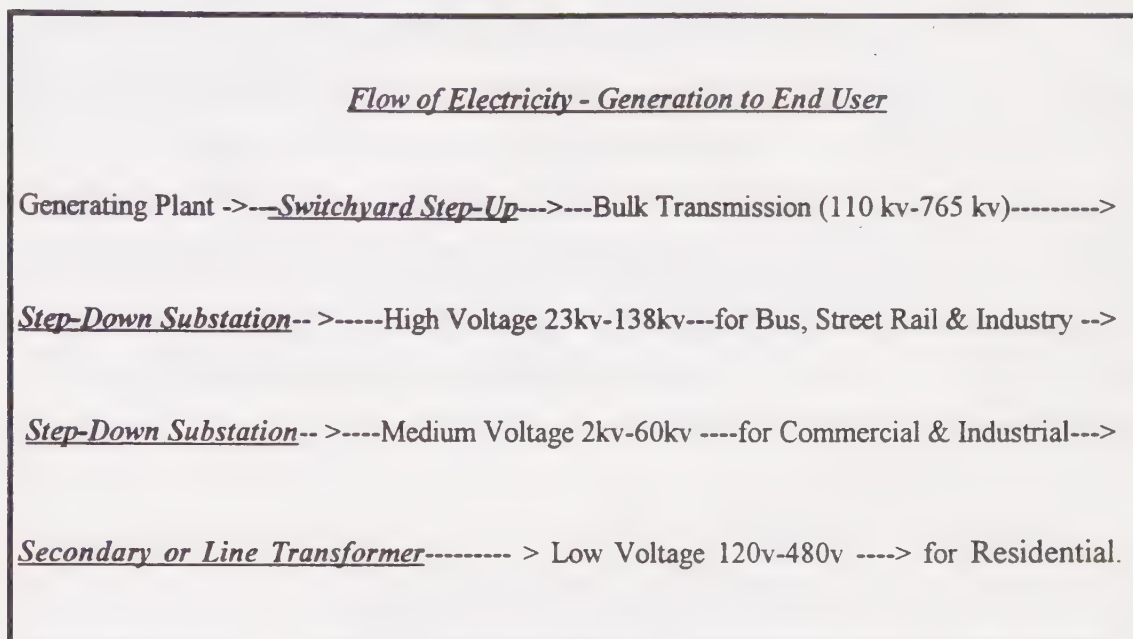 Flow of Electricity - Generation to End User
Generating Plant ->---Switchyard Step-Up--->---Bulk Transmission (110 kv-765 kv)--------->
Step-Down Substation-- >-----High Voltage 23kv-138kv---for Bus, Street Rail & Industry -->
Step-Down Substation-- >----Medium Voltage 2kv-60kv ----for Commercial & Industrial--->
Secondary or Line Transformer--------- > Low Voltage 120v-480v ----> for Residential.